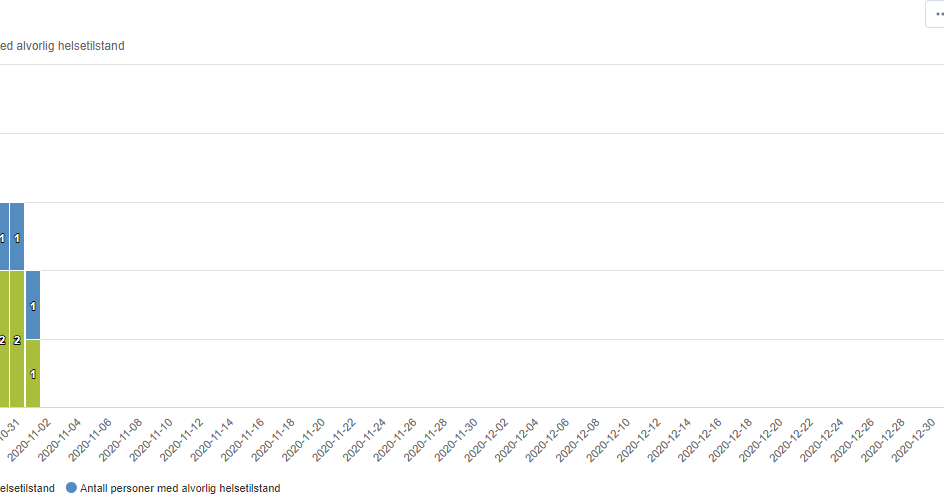 ed alvorlig helsetilstand
1 1
1
2 2
1
10-31 2020-11-02 2020-11-04 2020-11-06 2020-11-08 2020-11-10 2020-11-12 2020-11-14 2020-11-16 2020-11-18 2020-11-20 2020-11-22 2020-11-24 2020-11-26 2020-11-28 2020-11-30 2020-12-02 2020-12-04 2020-12-06 2020-12-08 2020-12-10 2020-12-12 2020-12-14 2020-12-16 2020-12-18 2020-12-20 2020-12-22 2020-12-24 2020-12-26 2020-12-28 2020-12-30
elsetilstand Antall personer med alvorlig helsetilstand